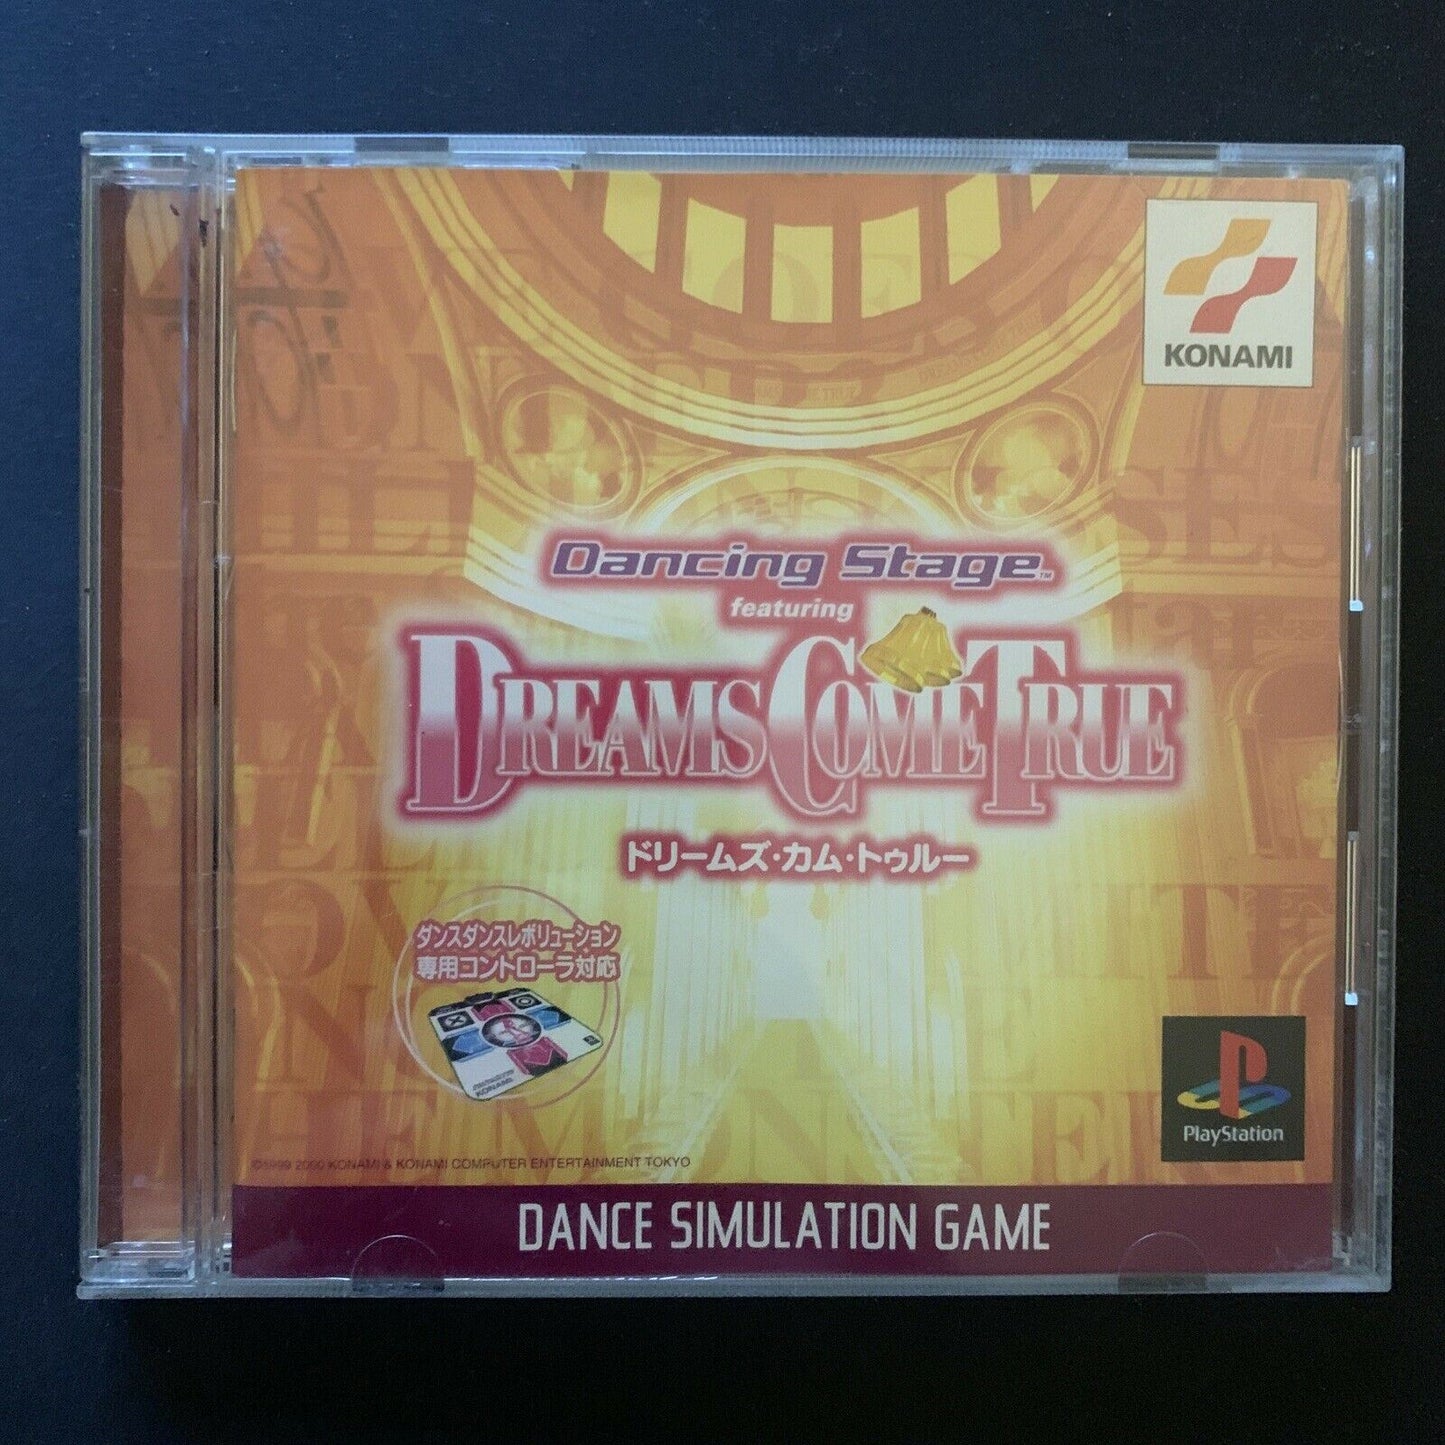 KONAMI
Dancing Stage™
featuring
DREAMS COME TRUE
ドリームズ・カム・トゥルー
ダンスダンスレボリューション
専用コントローラ対応
KONAMI
PlayStation
©1999 2000 KONAMI & KONAMI COMPUTER ENTERTAINMENT TOKYO
DANCE SIMULATION GAME